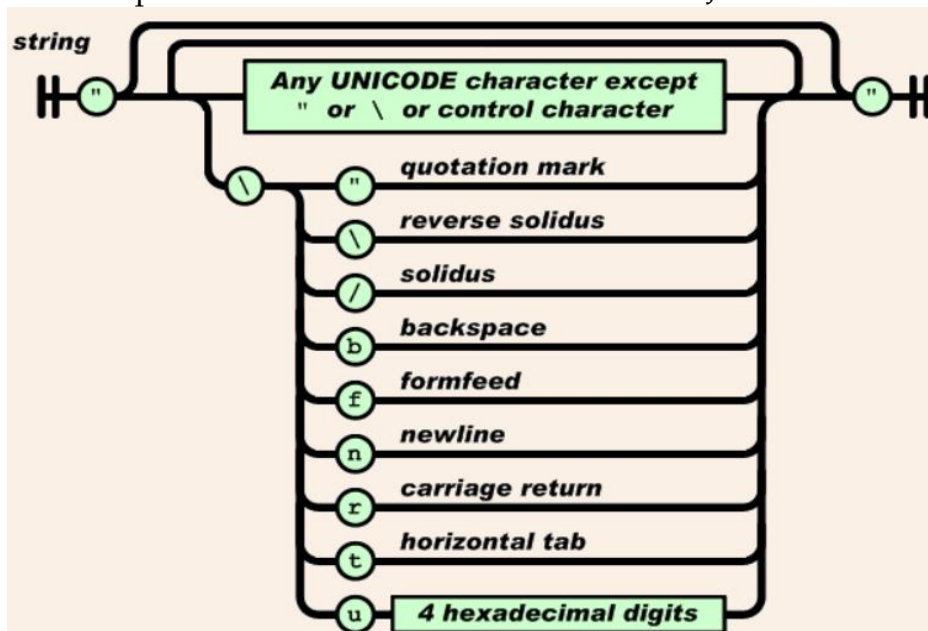 string
" Any UNICODE character except "
" or \ or control character
\ " quotation mark
\ reverse solidus
/ solidus
b backspace
f formfeed
n newline
r carriage return
t horizontal tab
u 4 hexadecimal digits